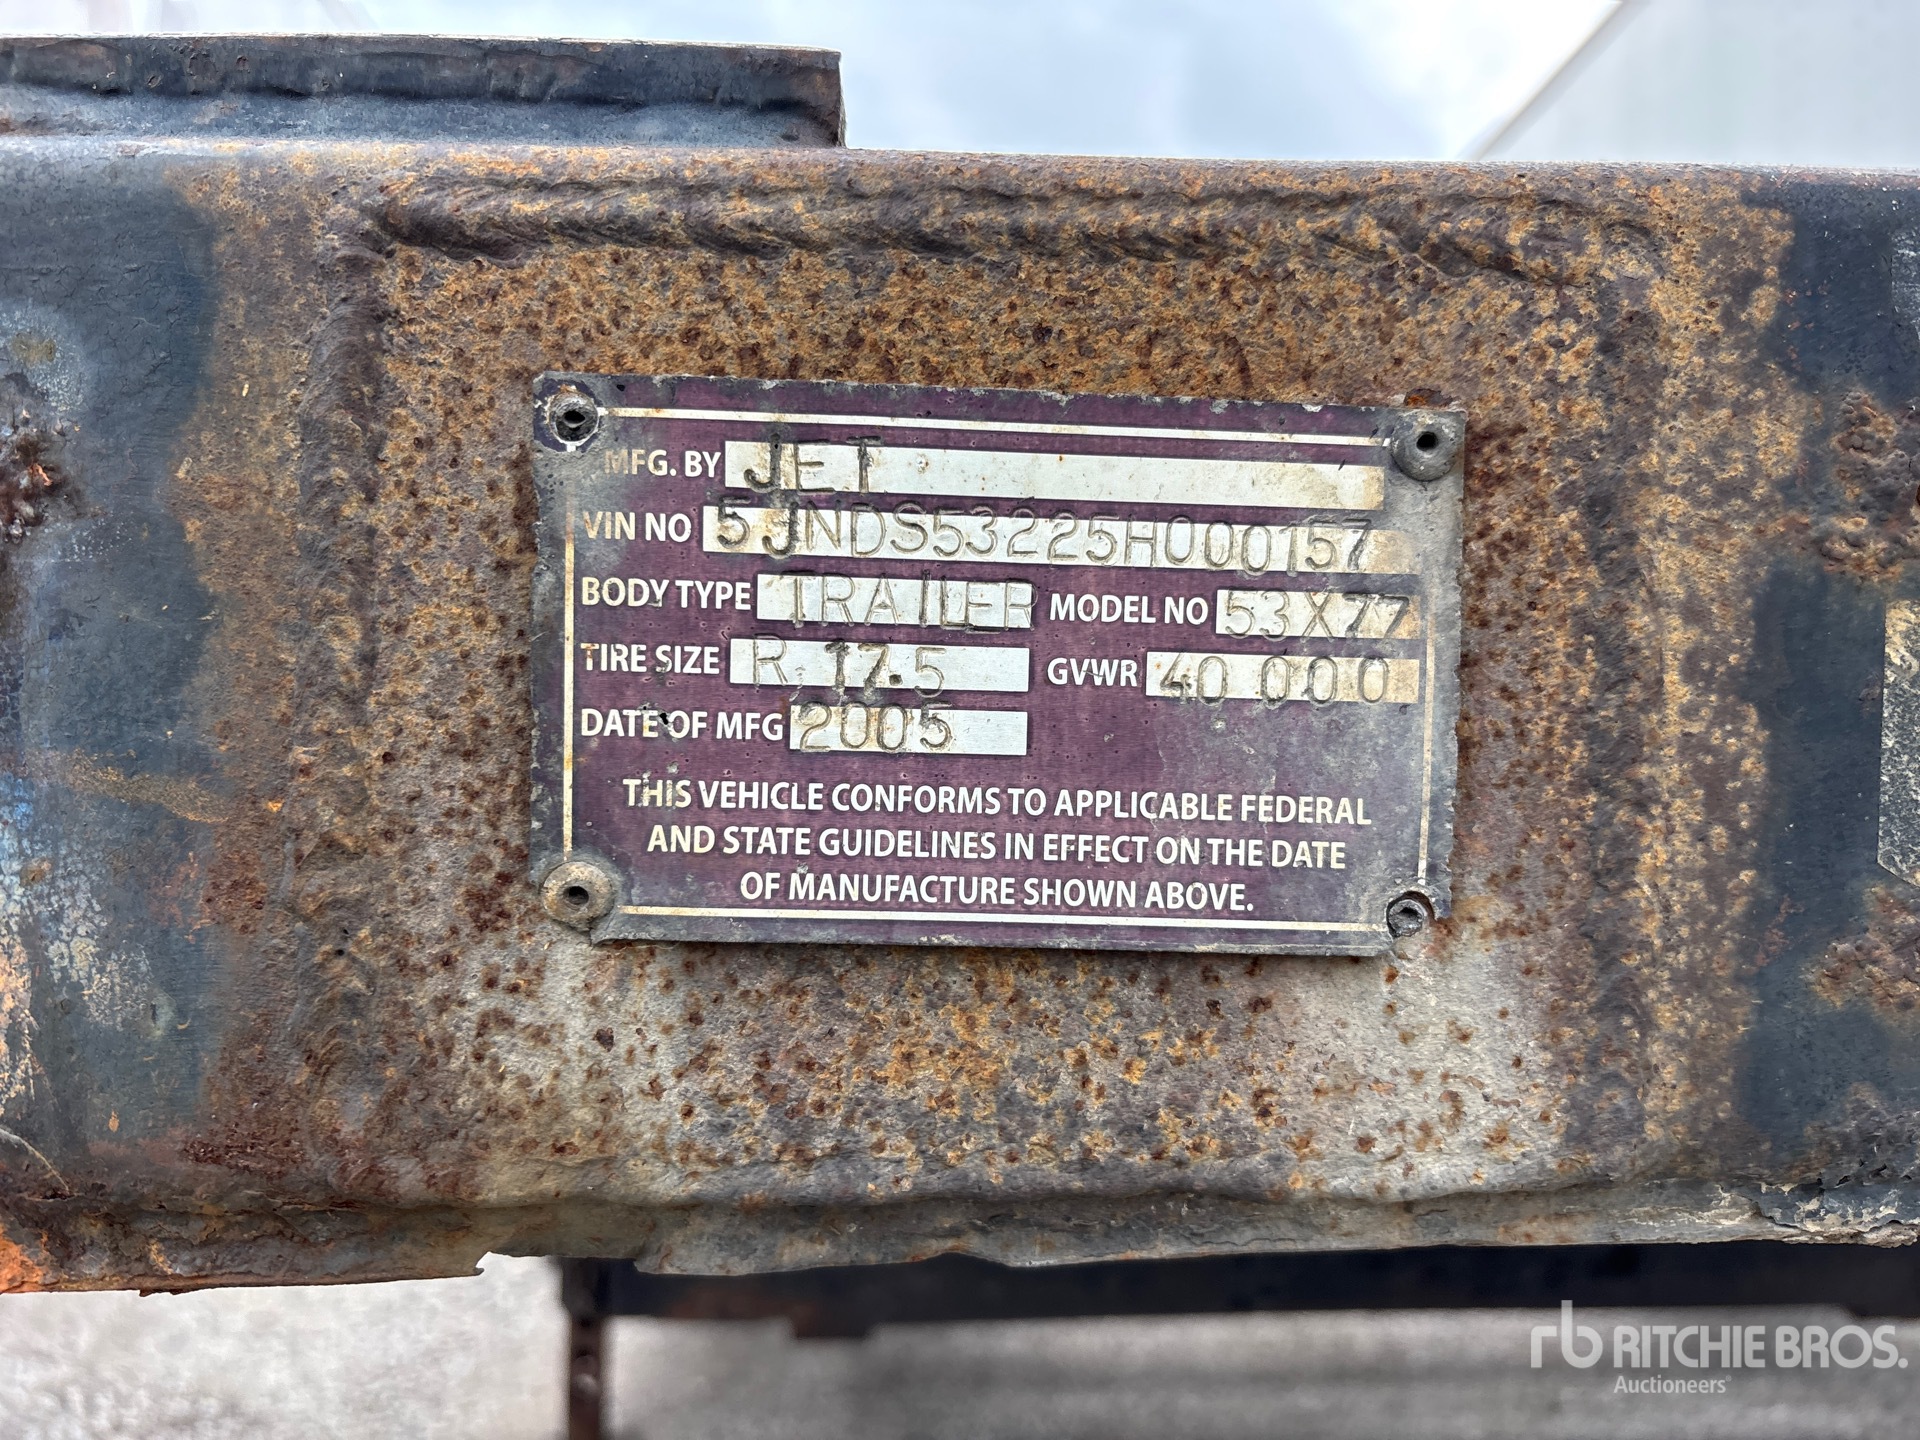 MFG. BY JET
VIN NO 5JNDS53225H000157
BODY TYPE TRAILER MODEL NO 53X77
TIRE SIZE R 17.5 GVWR 40 000
DATE OF MFG 2005
THIS VEHICLE CONFORMS TO APPLICABLE FEDERAL
AND STATE GUIDELINES IN EFFECT ON THE DATE
OF MANUFACTURE SHOWN ABOVE.
rb RITCHIE BROS.
Auctioneers